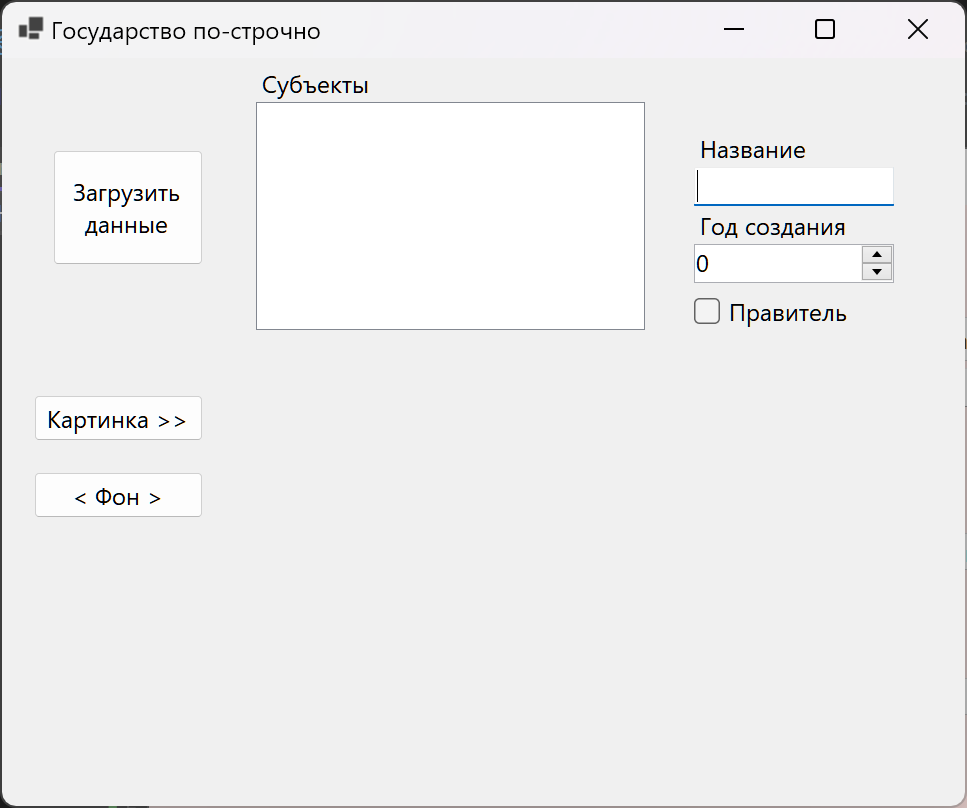 Государство по-строчно
Субъекты
Загрузить
данные
Название
Год создания
0
Правитель
Картинка >>
< Фон >